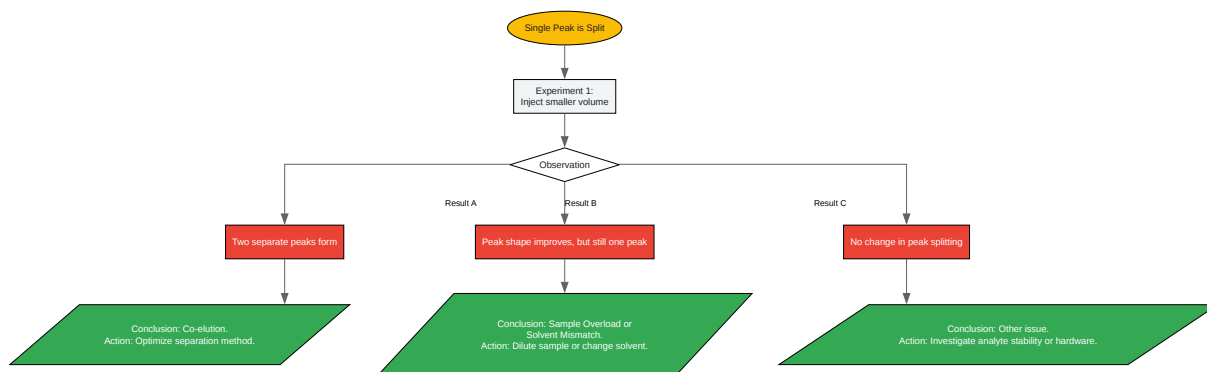 Single Peak is Split
Experiment 1:
Inject smaller volume
Observation
Result A
Result B
Result C
Two separate peaks form
Peak shape improves, but still one peak
No change in peak splitting
Conclusion: Co-elution.
Action: Optimize separation method.
Conclusion: Sample Overload or
Solvent Mismatch.
Action: Dilute sample or change solvent.
Conclusion: Other issue.
Action: Investigate analyte stability or hardware.